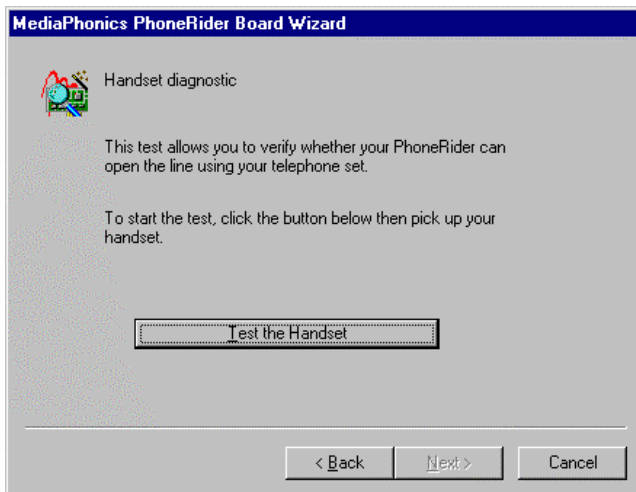 MediaPhonics PhoneRider Board Wizard
Handset diagnostic
This test allows you to verify whether your PhoneRider can
open the line using your telephone set.
To start the test, click the button below then pick up your
handset.
Test the Handset
< Back Next > Cancel